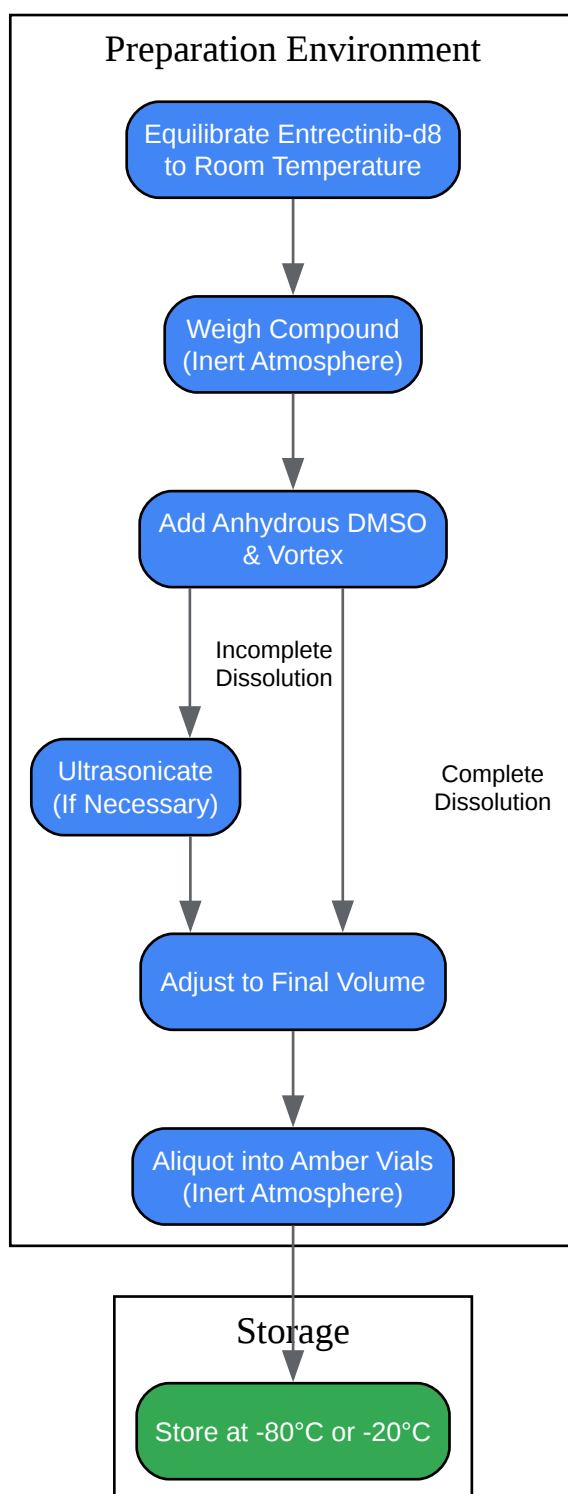 Preparation Environment
Equilibrate Entrectinib-d8
to Room Temperature
Weigh Compound
(Inert Atmosphere)
Add Anhydrous DMSO
& Vortex
Incomplete
Dissolution
Ultrasonicate
(If Necessary)
Complete
Dissolution
Adjust to Final Volume
Aliquot into Amber Vials
(Inert Atmosphere)
Storage
Store at -80°C or -20°C